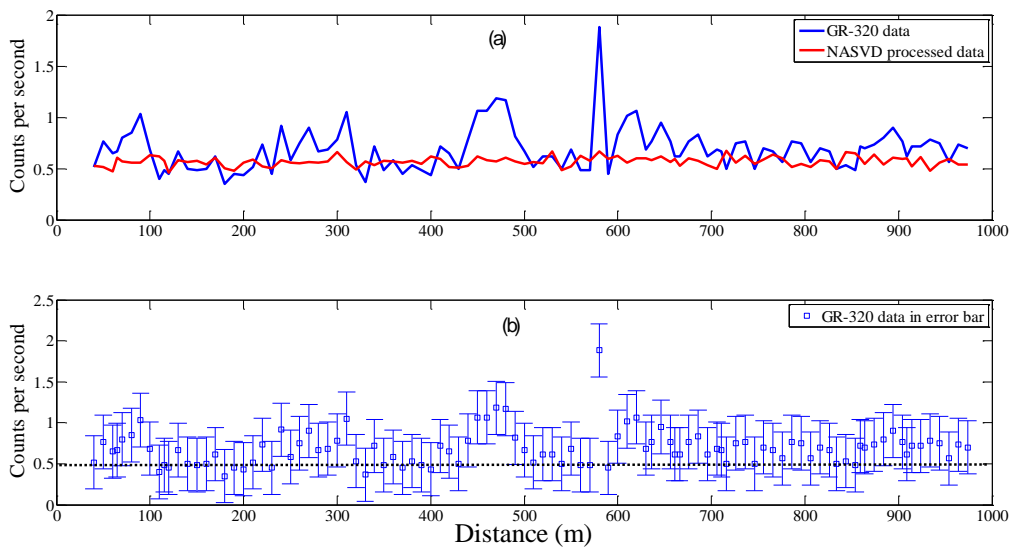 (a)
GR-320 data
NASVD processed data
Counts per second
2
1.5
1
0.5
0
0 100 200 300 400 500 600 700 800 900 1000
(b)
GR-320 data in error bar
Counts per second
2.5
2
1.5
1
0.5
0
0 100 200 300 400 500 600 700 800 900 1000
Distance (m)